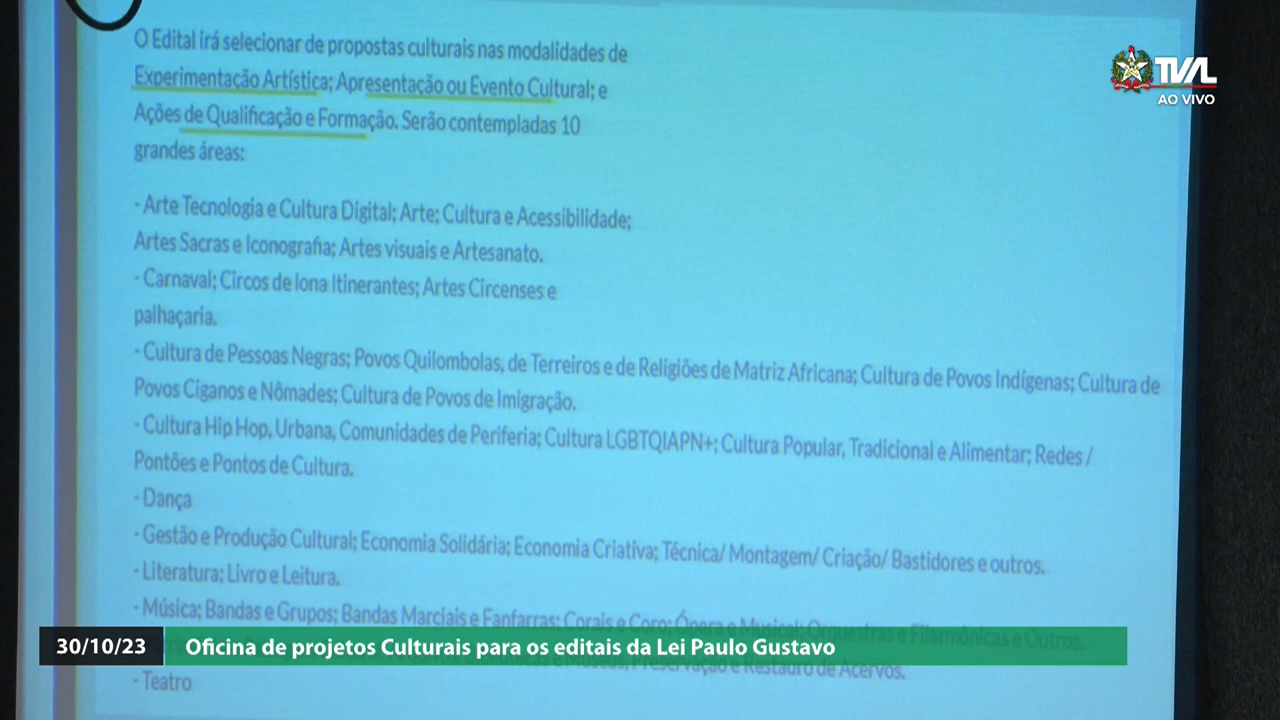 O Edital irá selecionar de propostas culturais nas modalidades de
Experimentação Artística; Apresentação ou Evento Cultural; e
Ações de Qualificação e Formação. Serão contempladas 10
grandes áreas:
- Arte Tecnologia e Cultura Digital; Arte; Cultura e Acessibilidade;
Artes Sacras e Iconografia; Artes visuais e Artesanato.
- Carnaval; Circos de lona Itinerantes; Artes Circenses e
palhaçaria.
- Cultura de Pessoas Negras; Povos Quilombolas, de Terreiros e de Religiões de Matriz Africana; Cultura de Povos Indígenas; Cultura de
Povos Ciganos e Nômades; Cultura de Povos de Imigração.
- Cultura Hip Hop, Urbana, Comunidades de Periferia; Cultura LGBTQIAPN+; Cultura Popular, Tradicional e Alimentar; Redes /
Pontões e Pontos de Cultura.
- Dança
- Gestão e Produção Cultural; Economia Solidária; Economia Criativa; Técnica/ Montagem/ Criação/ Bastidores e outros.
- Literatura; Livro e Leitura.
- Música; Bandas e Grupos; Bandas Marciais e Fanfarras; Corais e Coro; Ópera e Musical; Orquestras e Filarmônicas e Outros.
e Museus; Preservação e Restauro de Acervos.
- Teatro
TVAL
AO VIVO
30/10/23
Oficina de projetos Culturais para os editais da Lei Paulo Gustavo